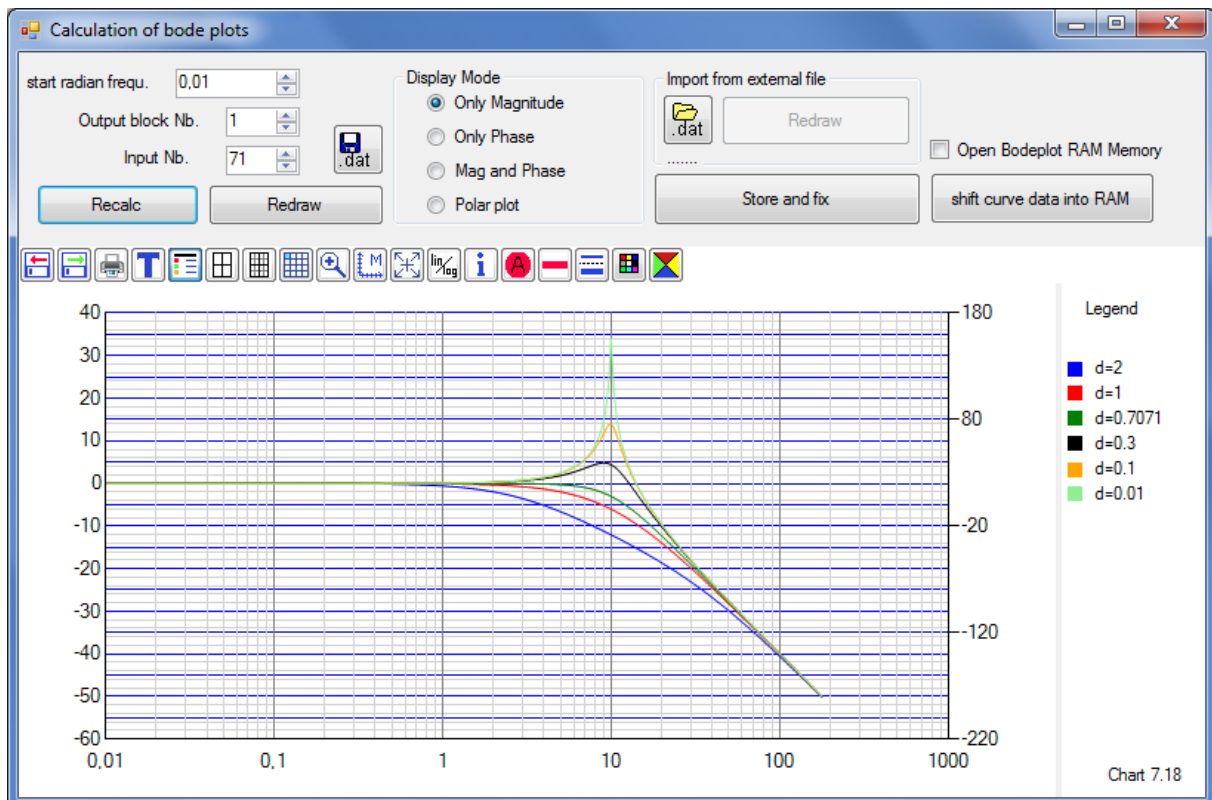 Calculation of bode plots
start radian frequ. 0,01
Output block Nb. 1
Input Nb. 71
.dat
Recalc
Redraw
Display Mode
Only Magnitude
Only Phase
Mag and Phase
Polar plot
Import from external file
.dat
Redraw
.......
Store and fix
Open Bodeplot RAM Memory
shift curve data into RAM
T
M
lin/log
i
A
40
30
20
10
0
-10
-20
-30
-40
-50
-60
0,01 0,1 1 10 100 1000
180
80
-20
-120
-220
Legend
d=2
d=1
d=0.7071
d=0.3
d=0.1
d=0.01
Chart 7.18